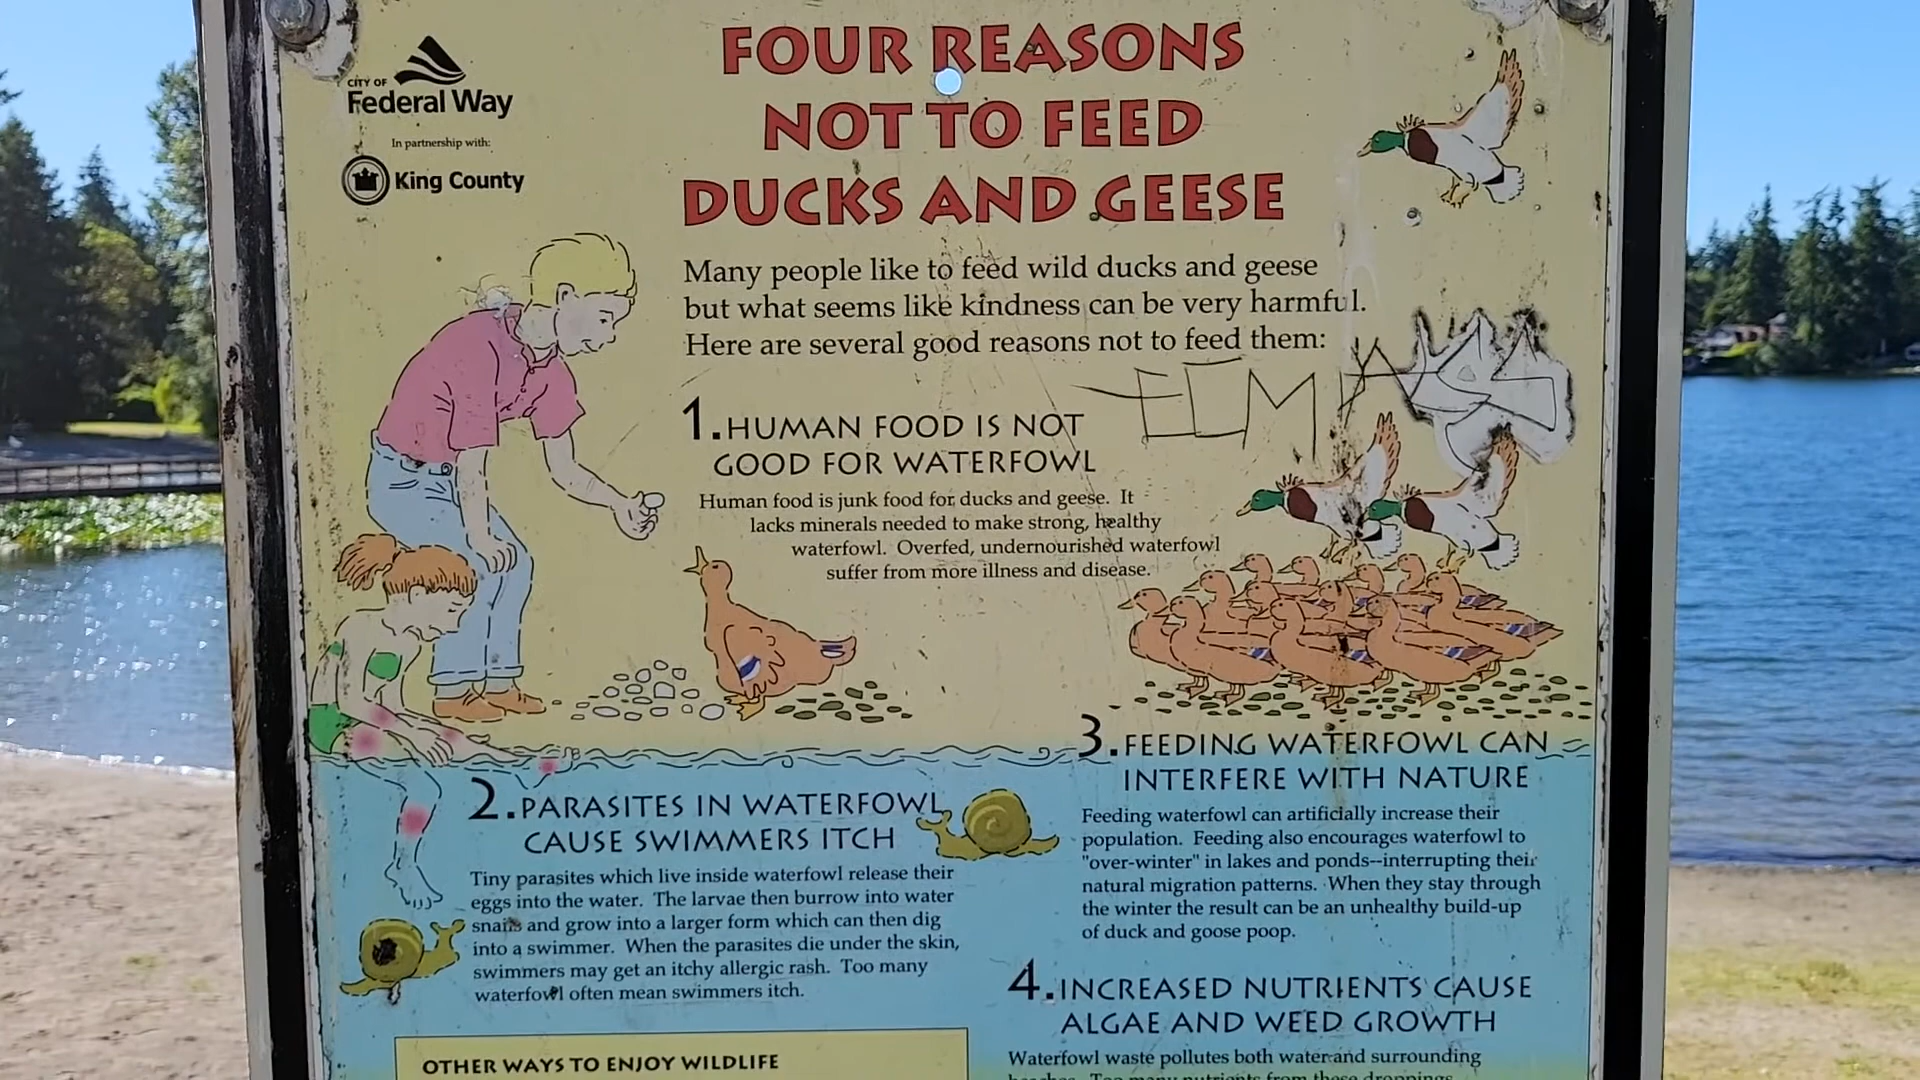 CITY OF
Federal Way
In partnership with:
King County
FOUR REASONS
NOT TO FEED
DUCKS AND GEESE
Many people like to feed wild ducks and geese
but what seems like kindness can be very harmful.
Here are several good reasons not to feed them:
1. HUMAN FOOD IS NOT
GOOD FOR WATERFOWL
Human food is junk food for ducks and geese. It
lacks minerals needed to make strong, healthy
waterfowl. Overfed, undernourished waterfowl
suffer from more illness and disease.
2. PARASITES IN WATERFOWL
CAUSE SWIMMERS ITCH
Tiny parasites which live inside waterfowl release their
eggs into the water. The larvae then burrow into water
snails and grow into a larger form which can then dig
into a swimmer. When the parasites die under the skin,
swimmers may get an itchy allergic rash. Too many
waterfowl often mean swimmers itch.
3. FEEDING WATERFOWL CAN
INTERFERE WITH NATURE
Feeding waterfowl can artificially increase their
population. Feeding also encourages waterfowl to
"over-winter" in lakes and ponds--interrupting their
natural migration patterns. When they stay through
the winter the result can be an unhealthy build-up
of duck and goose poop.
4. INCREASED NUTRIENTS CAUSE
ALGAE AND WEED GROWTH
Waterfowl waste pollutes both water and surrounding
beaches. Too many nutrients from these droppings
OTHER WAYS TO ENJOY WILDLIFE